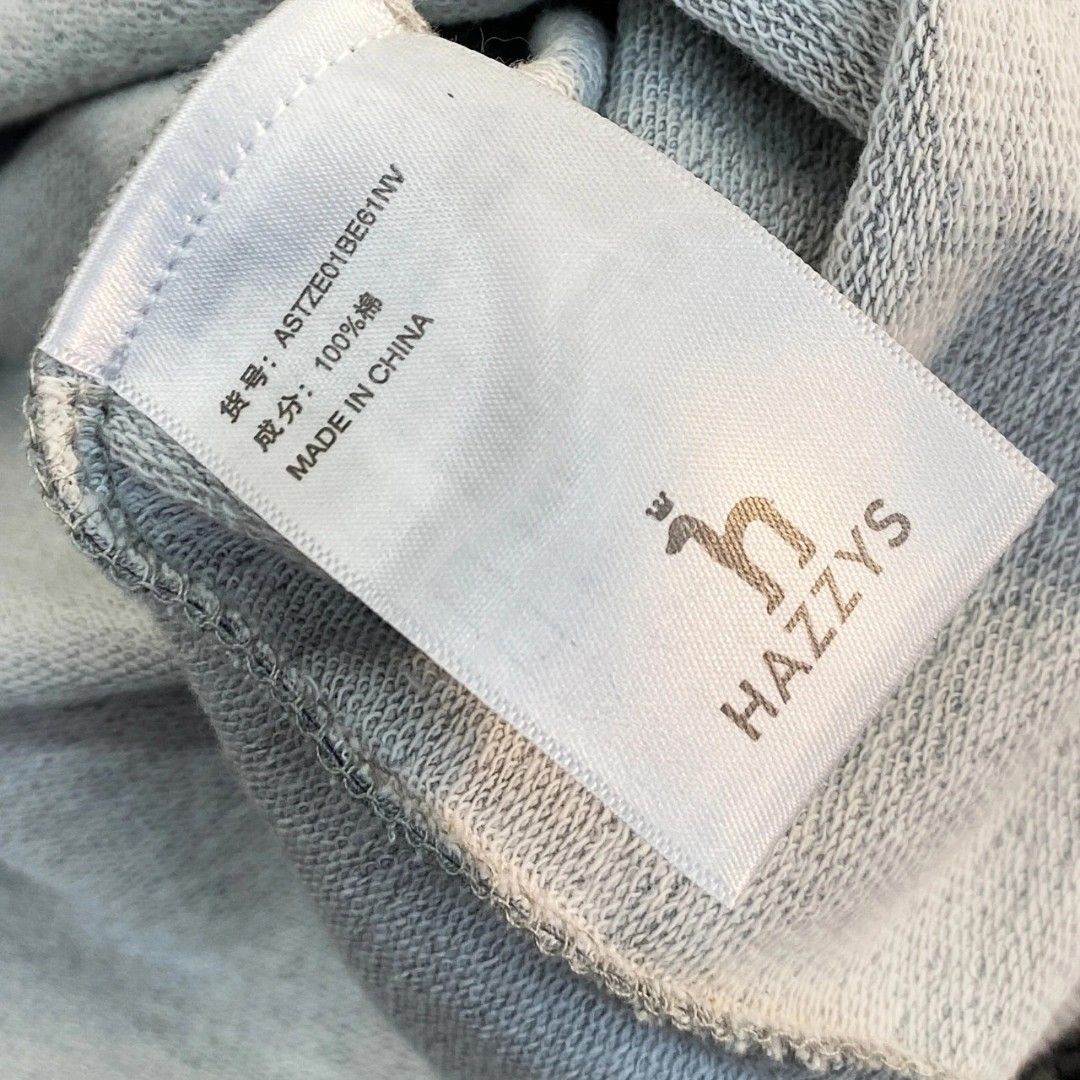 货号：ASTZE01BE61NV
成分：100%棉
MADE IN CHINA
h
HAZZYS